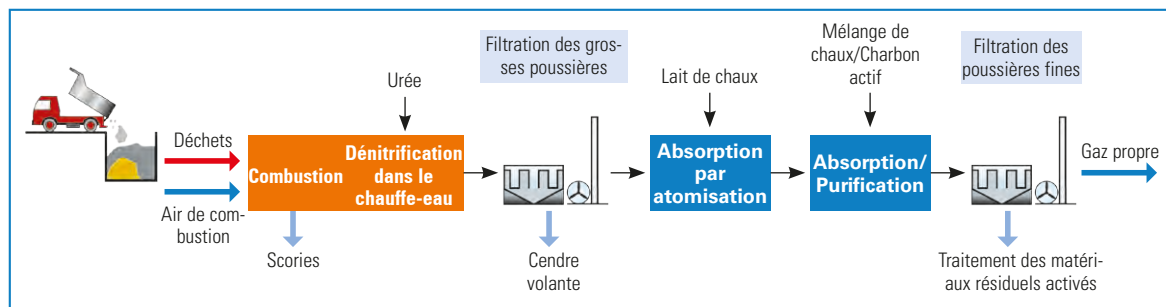 Déchets
Air de com-
bustion
Urée
Combustion
Dénitrification
dans le
chauffe-eau
Scories
Filtration des gros-
ses poussières
Cendre
volante
Lait de chaux
Absorption
par
atomisation
Mélange de
chaux/Charbon
actif
Absorption/
Purification
Filtration des
poussières fines
Traitement des matéri-
aux résiduels activés
Gaz propre